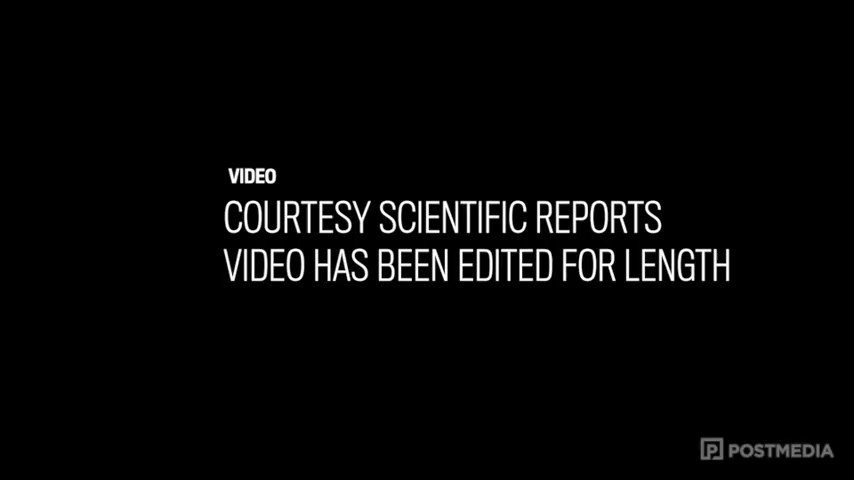 VIDEO
COURTESY SCIENTIFIC REPORTS
VIDEO HAS BEEN EDITED FOR LENGTH
P POSTMEDIA